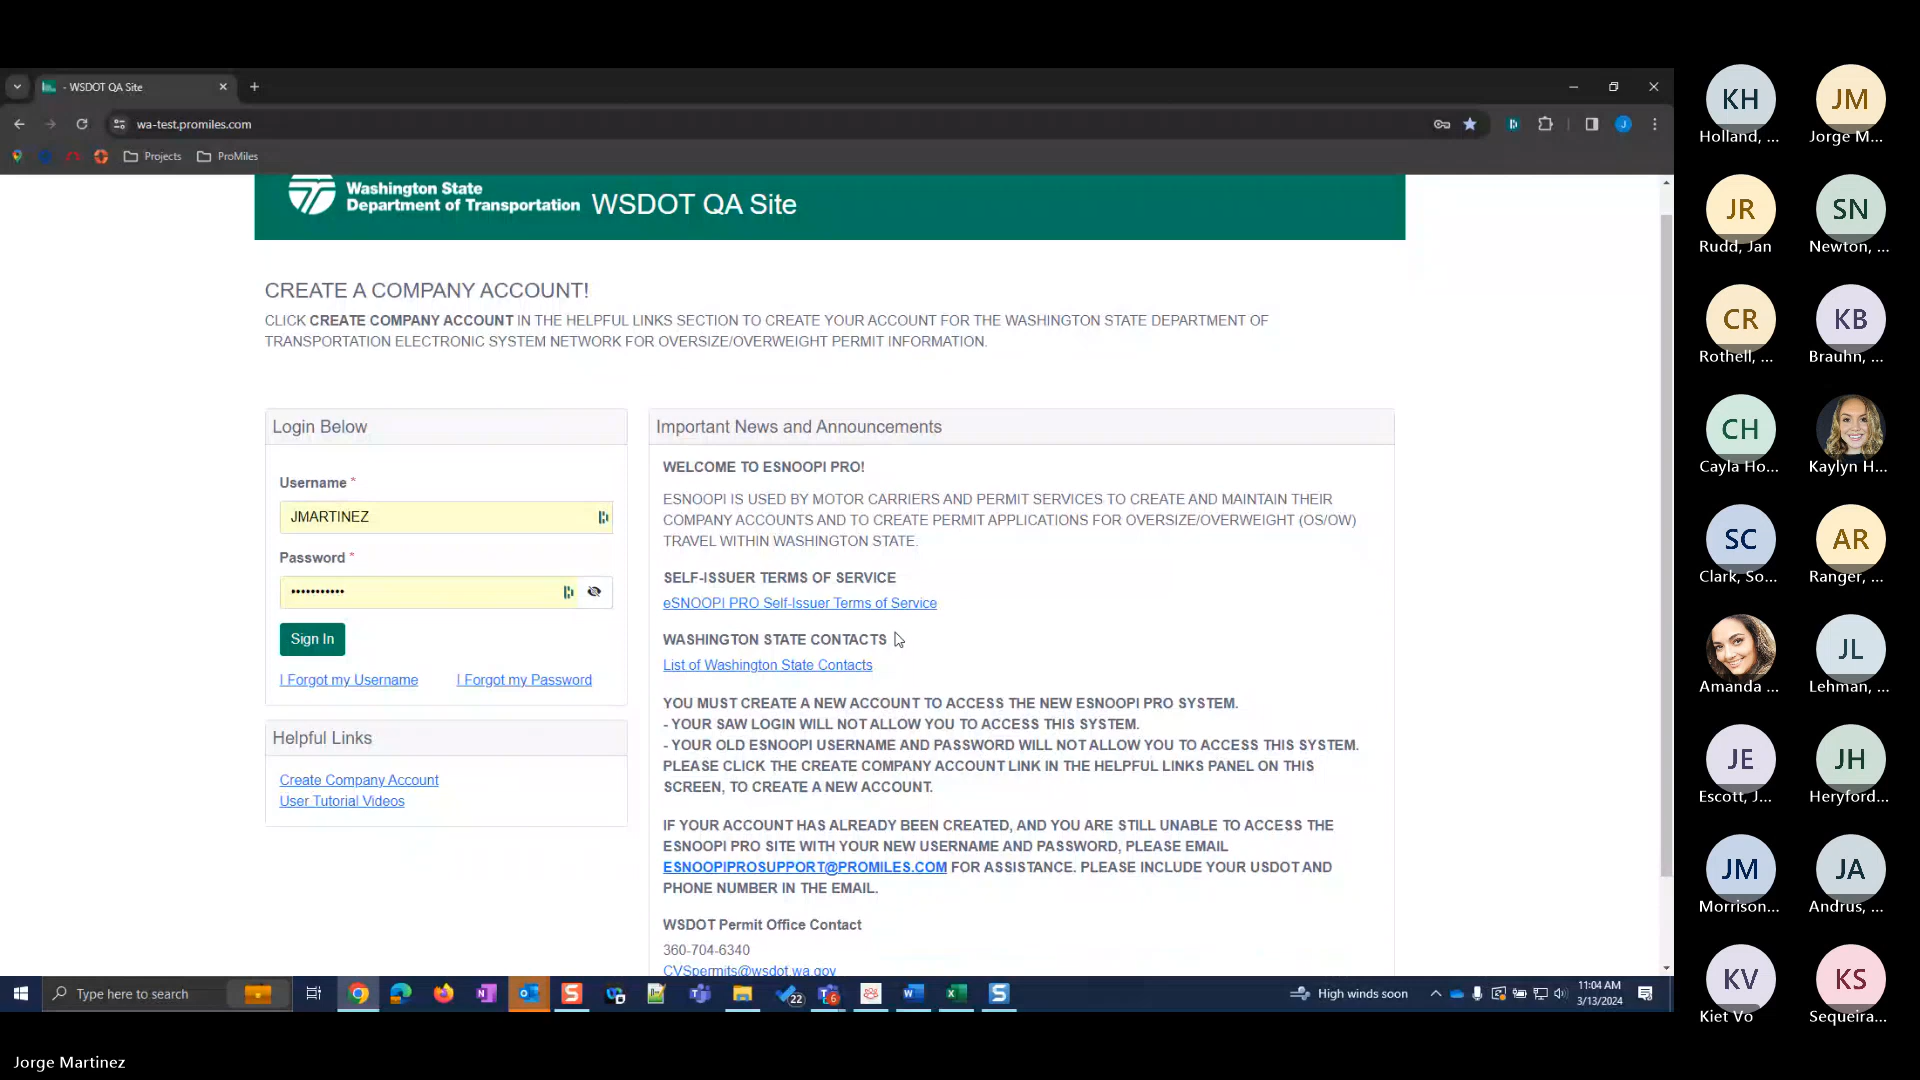 - WSDOT QA Site
wa-test.promiles.com
Projects
ProMiles
Washington State
Department of Transportation
WSDOT QA Site
CREATE A COMPANY ACCOUNT!
CLICK CREATE COMPANY ACCOUNT IN THE HELPFUL LINKS SECTION TO CREATE YOUR ACCOUNT FOR THE WASHINGTON STATE DEPARTMENT OF
TRANSPORTATION ELECTRONIC SYSTEM NETWORK FOR OVERSIZE/OVERWEIGHT PERMIT INFORMATION.
Login Below
Username *
JMARTINEZ
Password *
•••••••••••
Sign In
I Forgot my Username
I Forgot my Password
Helpful Links
Create Company Account
User Tutorial Videos
Important News and Announcements
WELCOME TO ESNOOPI PRO!
ESNOOPI IS USED BY MOTOR CARRIERS AND PERMIT SERVICES TO CREATE AND MAINTAIN THEIR
COMPANY ACCOUNTS AND TO CREATE PERMIT APPLICATIONS FOR OVERSIZE/OVERWEIGHT (OS/OW)
TRAVEL WITHIN WASHINGTON STATE.
SELF-ISSUER TERMS OF SERVICE
eSNOOPI PRO Self-Issuer Terms of Service
WASHINGTON STATE CONTACTS
List of Washington State Contacts
YOU MUST CREATE A NEW ACCOUNT TO ACCESS THE NEW ESNOOPI PRO SYSTEM.
- YOUR SAW LOGIN WILL NOT ALLOW YOU TO ACCESS THIS SYSTEM.
- YOUR OLD ESNOOPI USERNAME AND PASSWORD WILL NOT ALLOW YOU TO ACCESS THIS SYSTEM.
PLEASE CLICK THE CREATE COMPANY ACCOUNT LINK IN THE HELPFUL LINKS PANEL ON THIS
SCREEN, TO CREATE A NEW ACCOUNT.
IF YOUR ACCOUNT HAS ALREADY BEEN CREATED, AND YOU ARE STILL UNABLE TO ACCESS THE
ESNOOPI PRO SITE WITH YOUR NEW USERNAME AND PASSWORD, PLEASE EMAIL
ESNOOPIPROSUPPORT@PROMILES.COM FOR ASSISTANCE. PLEASE INCLUDE YOUR USDOT AND
PHONE NUMBER IN THE EMAIL.
WSDOT Permit Office Contact
360-704-6340
CVSpermits@wsdot.wa.gov
Type here to search
22
6
High winds soon
11:04 AM
3/13/2024
Jorge Martinez
KH
Holland, ...
JM
Jorge M...
JR
Rudd, Jan
SN
Newton, ...
CR
Rothell, ...
KB
Brauhn, ...
CH
Cayla Ho...
Kaylyn H...
SC
Clark, So...
AR
Ranger, ...
Amanda ...
JL
Lehman, ...
JE
Escott, J...
JH
Heryford...
JM
Morrison...
JA
Andrus, ...
KV
Kiet Vo
KS
Sequeira...